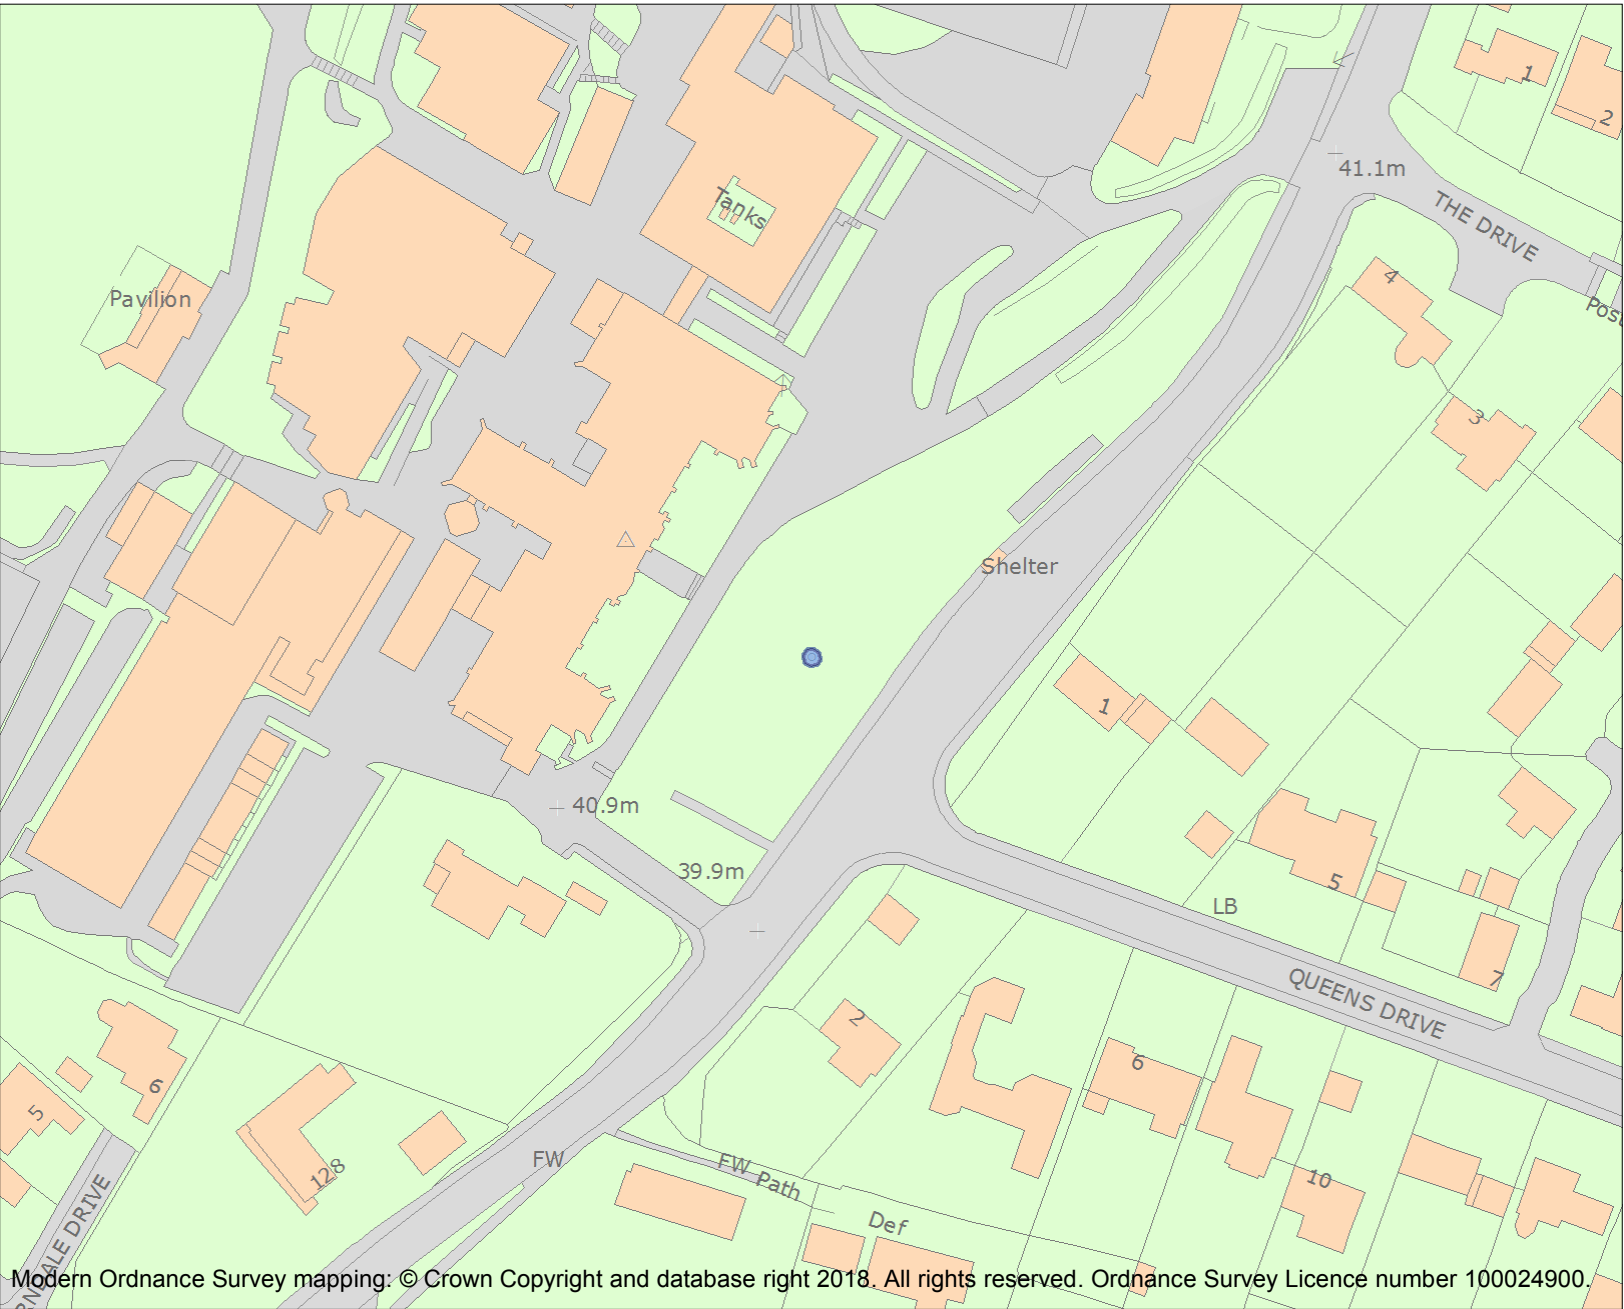 1
2
41.1m
THE DRIVE
Tanks
4
Pavilion
3
Shelter
1
40.9m
39.9m
5
LB
7
QUEENS DRIVE
2
6
6
5
FW
128
FW Path
10
Def
DRIVE
Modern Ordnance Survey mapping: © Crown Copyright and database right 2018. All rights reserved. Ordnance Survey Licence number 100024900.